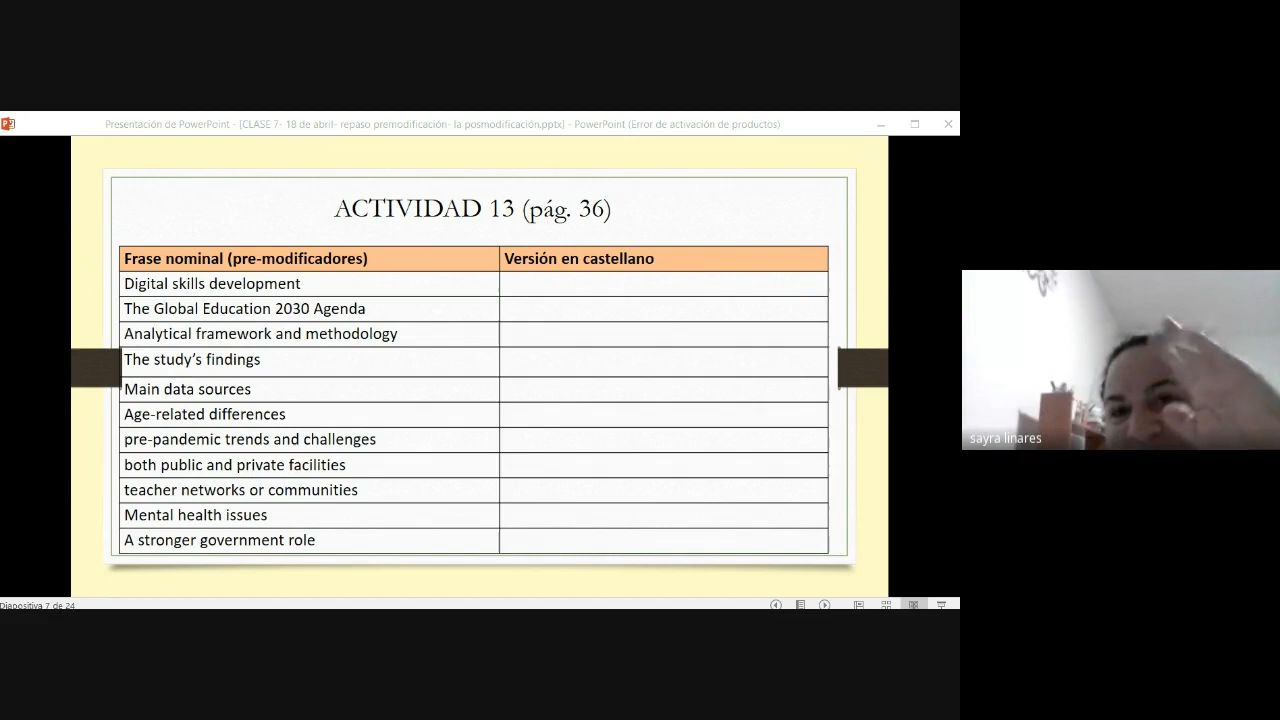 Presentación de PowerPoint - [CLASE 7- 18 de abril- repaso premodificación- la posmodificación.pptx] - PowerPoint (Error de activación de productos)
ACTIVIDAD 13 (pág. 36)
Frase nominal (pre-modificadores) Versión en castellano
Digital skills development
The Global Education 2030 Agenda
Analytical framework and methodology
The study’s findings
Main data sources
Age-related differences
pre-pandemic trends and challenges
both public and private facilities
teacher networks or communities
Mental health issues
A stronger government role
sayra linares
Diapositiva 7 de 24